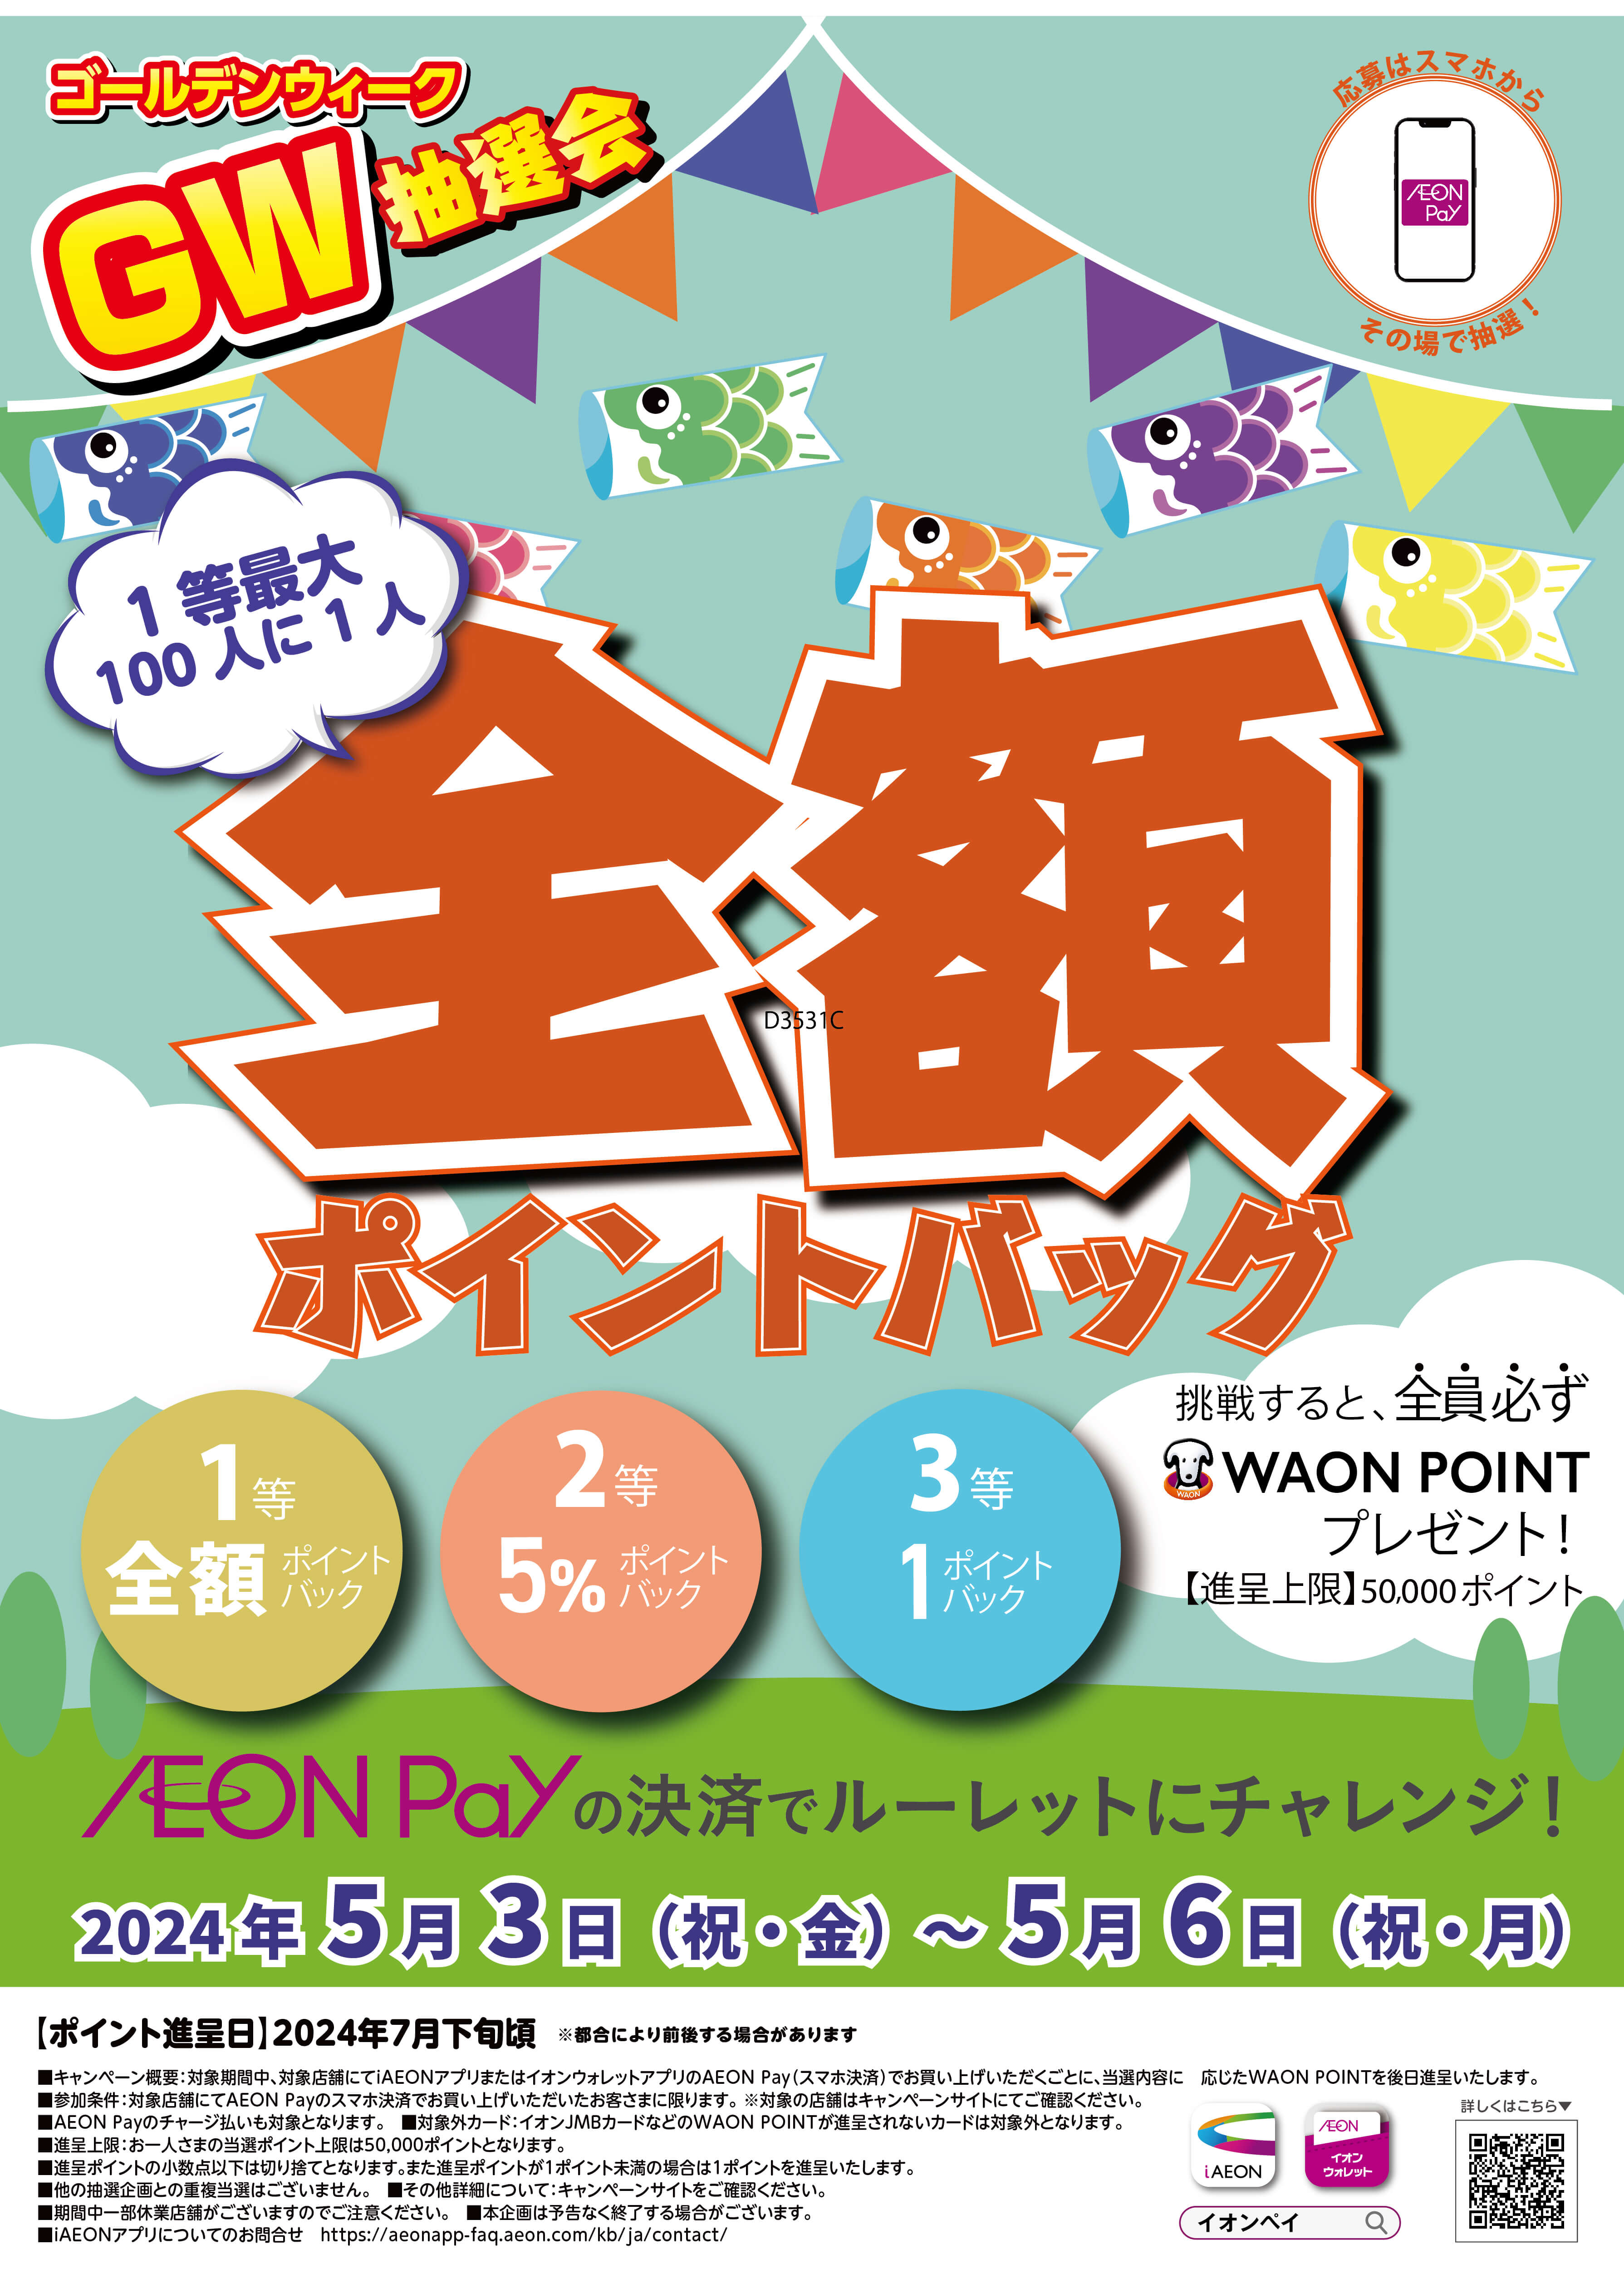 ゴールデンウィーク
GW抽選会
応募はスマホから
ÆON
Pay
その場で抽選！
1等最大
100人に1人
全額
D3531C
ポイントバッグ
1等
全額 ポイント
バック
2等
5% ポイント
バック
3等
1 ポイント
バック
挑戦すると、全員必ず
WAON
WAON POINT
プレゼント！
【進呈上限】50,000ポイント
ÆON Payの決済でルーレットにチャレンジ！
2024年5月3日（祝・金）～5月6日（祝・月）
【ポイント進呈日】2024年7月下旬頃 ※都合により前後する場合があります
■キャンペーン概要：対象期間中、対象店舗にてiAEONアプリまたはイオンウォレットアプリのAEON Pay（スマホ決済）でお買い上げいただくごとに、当選内容に 応じたWAON POINTを後日進呈いたします。
■参加条件：対象店舗にてAEON Payのスマホ決済でお買い上げいただいたお客さまに限ります。 ※対象の店舗はキャンペーンサイトにてご確認ください。
■AEON Payのチャージ払いも対象となります。 ■対象外カード：イオンJMBカードなどのWAON POINTが進呈されないカードは対象外となります。
■進呈上限：お一人さまの当選ポイント上限は50,000ポイントとなります。
■進呈ポイントの小数点以下は切り捨てとなります。また進呈ポイントが1ポイント未満の場合は1ポイントを進呈いたします。
■他の抽選企画との重複当選はございません。 ■その他詳細について：キャンペーンサイトをご確認ください。
■期間中一部休業店舗がございますのでご注意ください。 ■本企画は予告なく終了する場合がございます。
■iAEONアプリについてのお問合せ https://aeonapp-faq.aeon.com/kb/ja/contact/
iAEON
ÆON
イオン
ウォレット
イオンペイ
詳しくはこちら▼